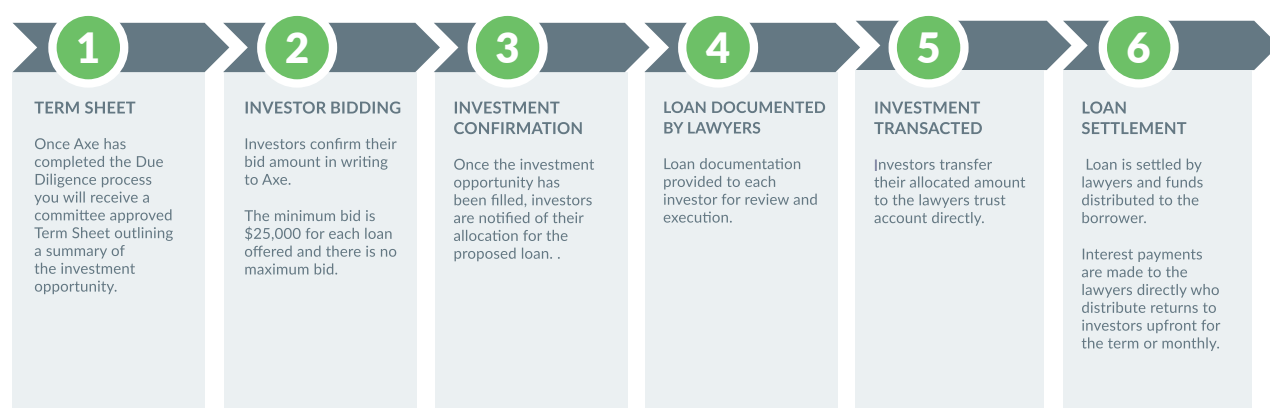 1
TERM SHEET
Once Axe has
completed the Due
Diligence process
you will receive a
committee approved
Term Sheet outlining
a summary of
the investment
opportunity.
2
INVESTOR BIDDING
Investors confirm their
bid amount in writing
to Axe.
The minimum bid is
$25,000 for each loan
offered and there is no
maximum bid.
3
INVESTMENT
CONFIRMATION
Once the investment
opportunity has
been filled, investors
are notified of their
allocation for the
proposed loan. .
4
LOAN DOCUMENTED
BY LAWYERS
Loan documentation
provided to each
investor for review and
execution.
5
INVESTMENT
TRANSACTED
Investors transfer
their allocated amount
to the lawyers trust
account directly.
6
LOAN
SETTLEMENT
Loan is settled by
lawyers and funds
distributed to the
borrower.
Interest payments
are made to the
lawyers directly who
distribute returns to
investors upfront for
the term or monthly.